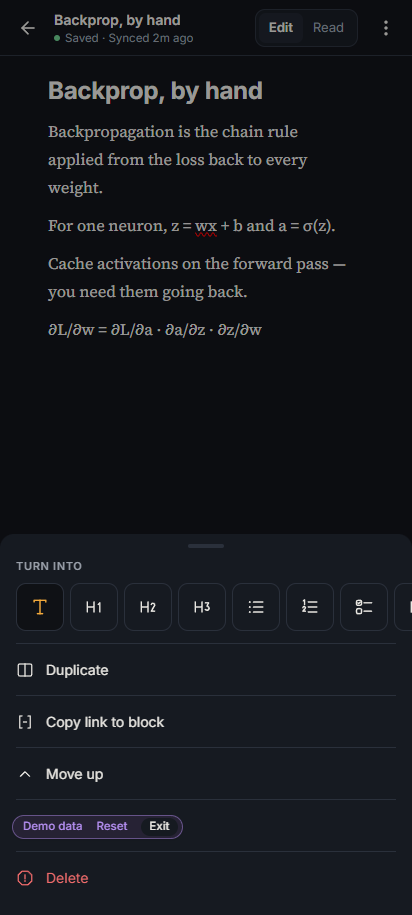 Backprop, by hand
Saved · Synced 2m ago
Edit Read
Backprop, by hand
Backpropagation is the chain rule
applied from the loss back to every
weight.
For one neuron, z = wx + b and a = σ(z).
Cache activations on the forward pass —
you need them going back.
∂L/∂w = ∂L/∂a · ∂a/∂z · ∂z/∂w
TURN INTO
T H1 H2 H3
Duplicate
Copy link to block
Move up
Demo data Reset Exit
Delete